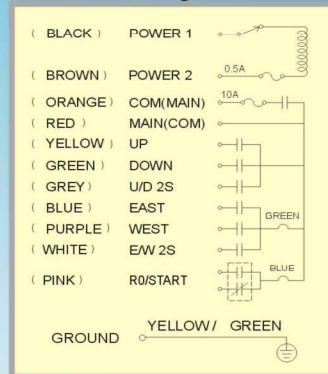 ( BLACK ) POWER 1
( BROWN ) POWER 2 0.5A
( ORANGE ) COM(MAIN) 10A
( RED ) MAIN(COM)
( YELLOW ) UP
( GREEN ) DOWN
( GREY ) U/D 2S
( BLUE ) EAST GREEN
( PURPLE ) WEST
( WHITE ) E/W 2S
( PINK ) R0/START BLUE
GROUND YELLOW/ GREEN